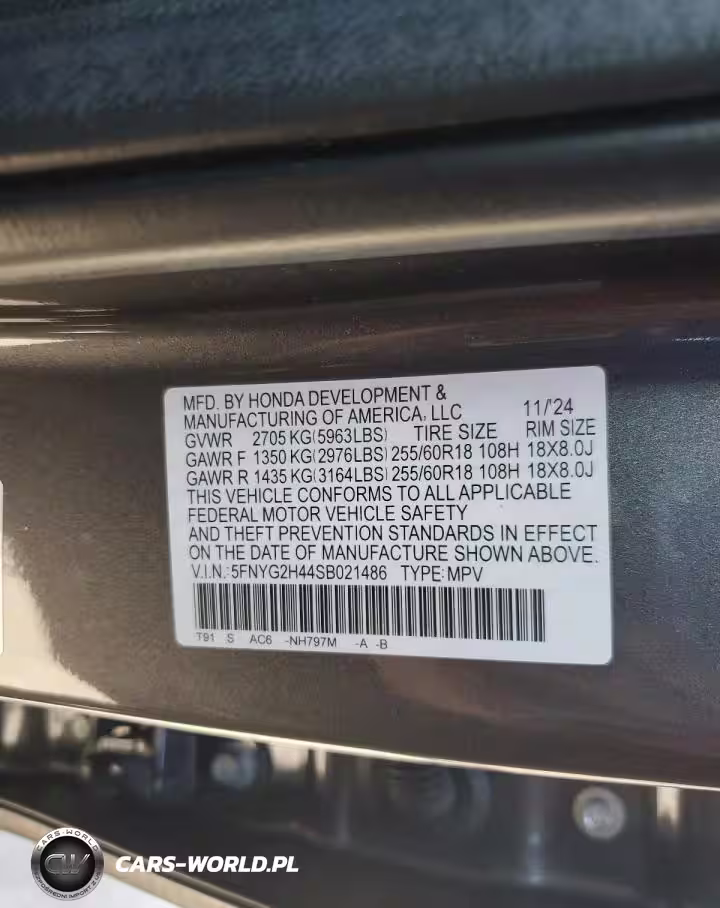 MFD. BY HONDA DEVELOPMENT &
MANUFACTURING OF AMERICA, LLC 11/'24
GVWR 2705 KG(5963LBS) TIRE SIZE RIM SIZE
GAWR F 1350 KG(2976LBS) 255/60R18 108H 18X8.0J
GAWR R 1435 KG(3164LBS) 255/60R18 108H 18X8.0J
THIS VEHICLE CONFORMS TO ALL APPLICABLE
FEDERAL MOTOR VEHICLE SAFETY
AND THEFT PREVENTION STANDARDS IN EFFECT
ON THE DATE OF MANUFACTURE SHOWN ABOVE.
V.I.N.:5FNYG2H44SB021486 TYPE:MPV
T91 S AC6 -NH797M -A -B
CARS-WORLD
CW
CARS-WORLD.PL